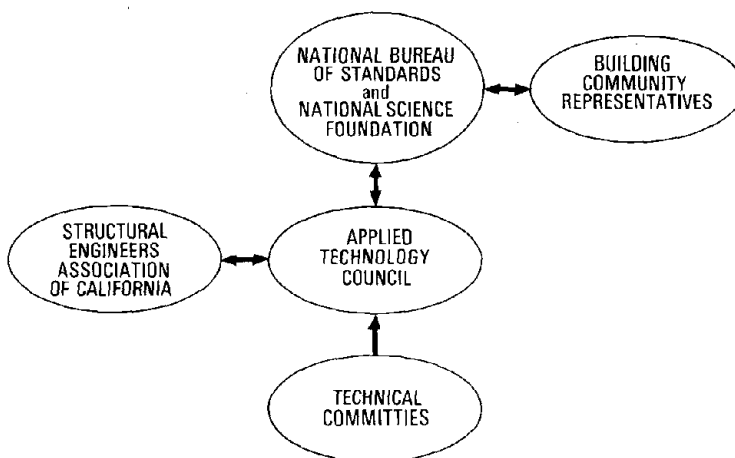 NATIONAL BUREAU
OF STANDARDS
and
NATIONAL SCIENCE
FOUNDATION
BUILDING
COMMUNITY
REPRESENTATIVES
STRUCTURAL
ENGINEERS
ASSOCIATION
OF CALIFORNIA
APPLIED
TECHNOLOGY
COUNCIL
TECHNICAL
COMMITTIES